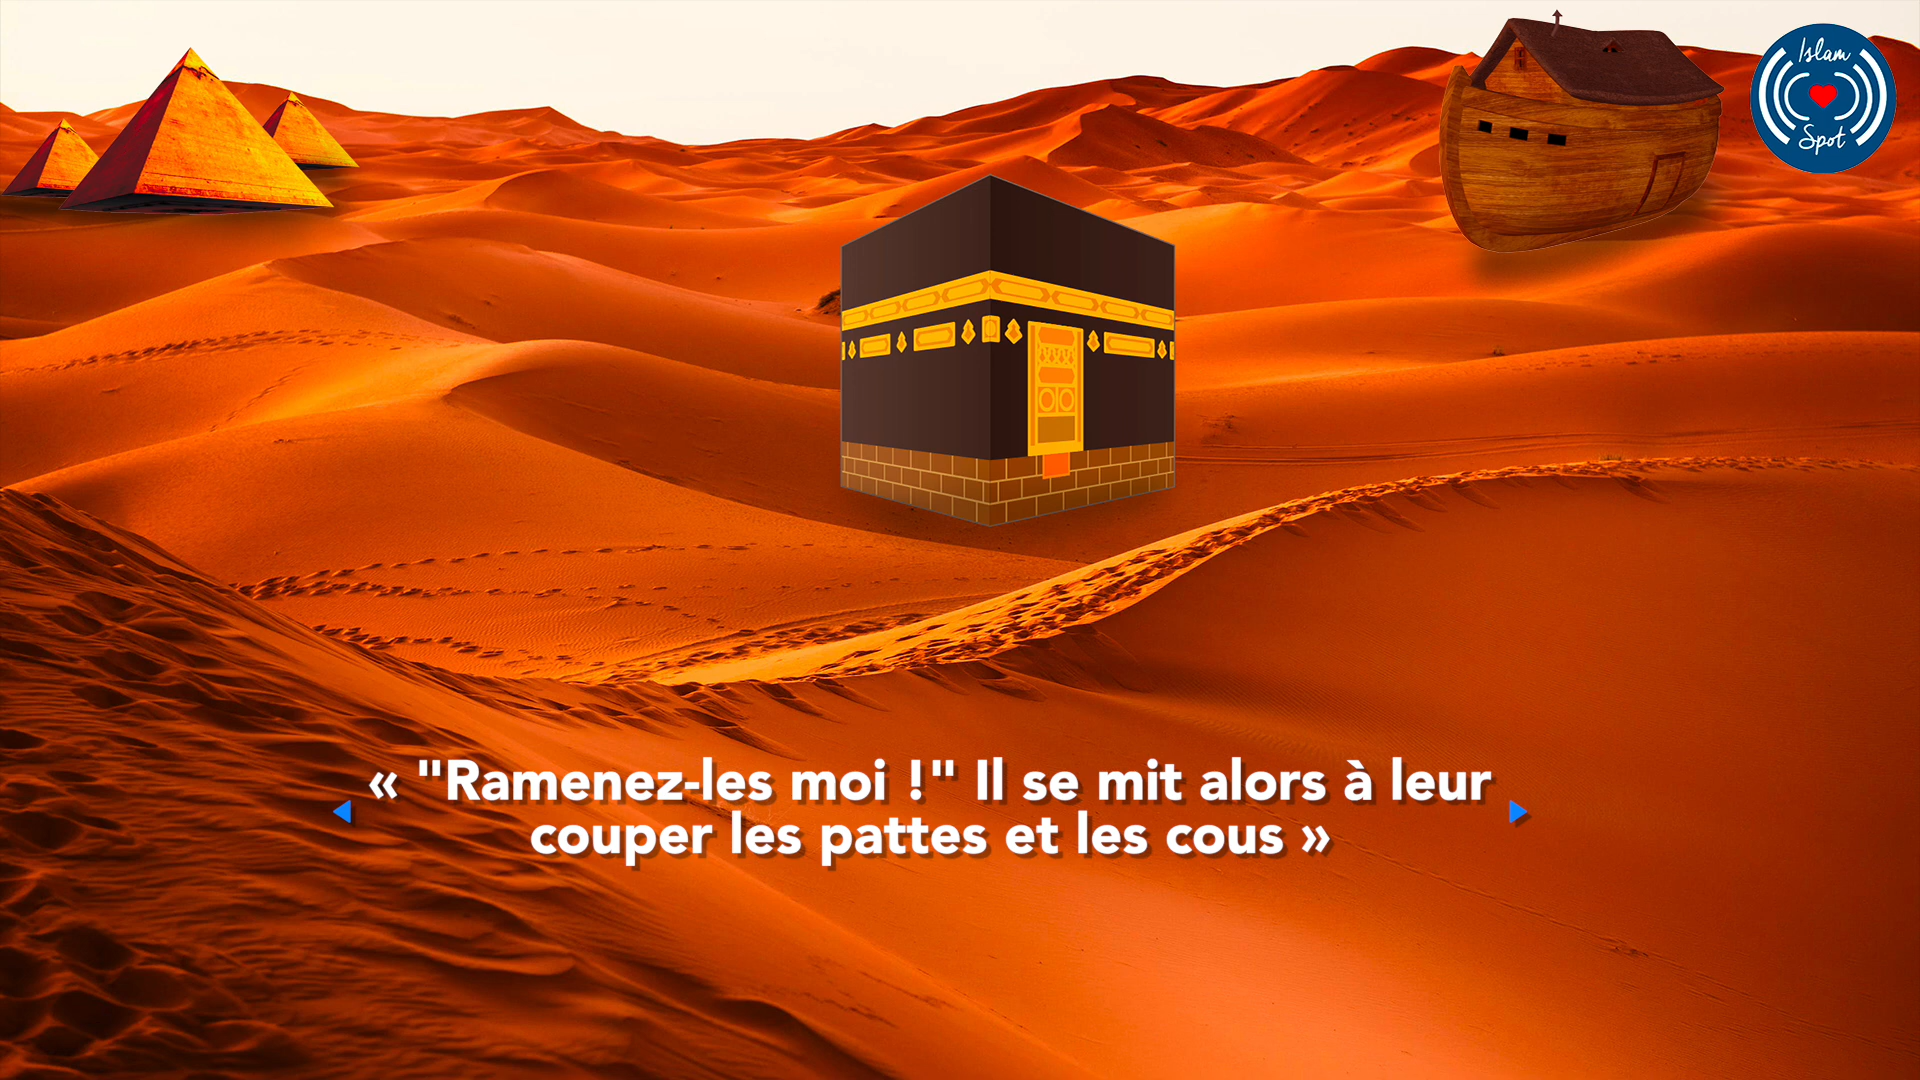 Islam
Spot
« "Ramenez-les moi !" Il se mit alors à leur
couper les pattes et les cous »